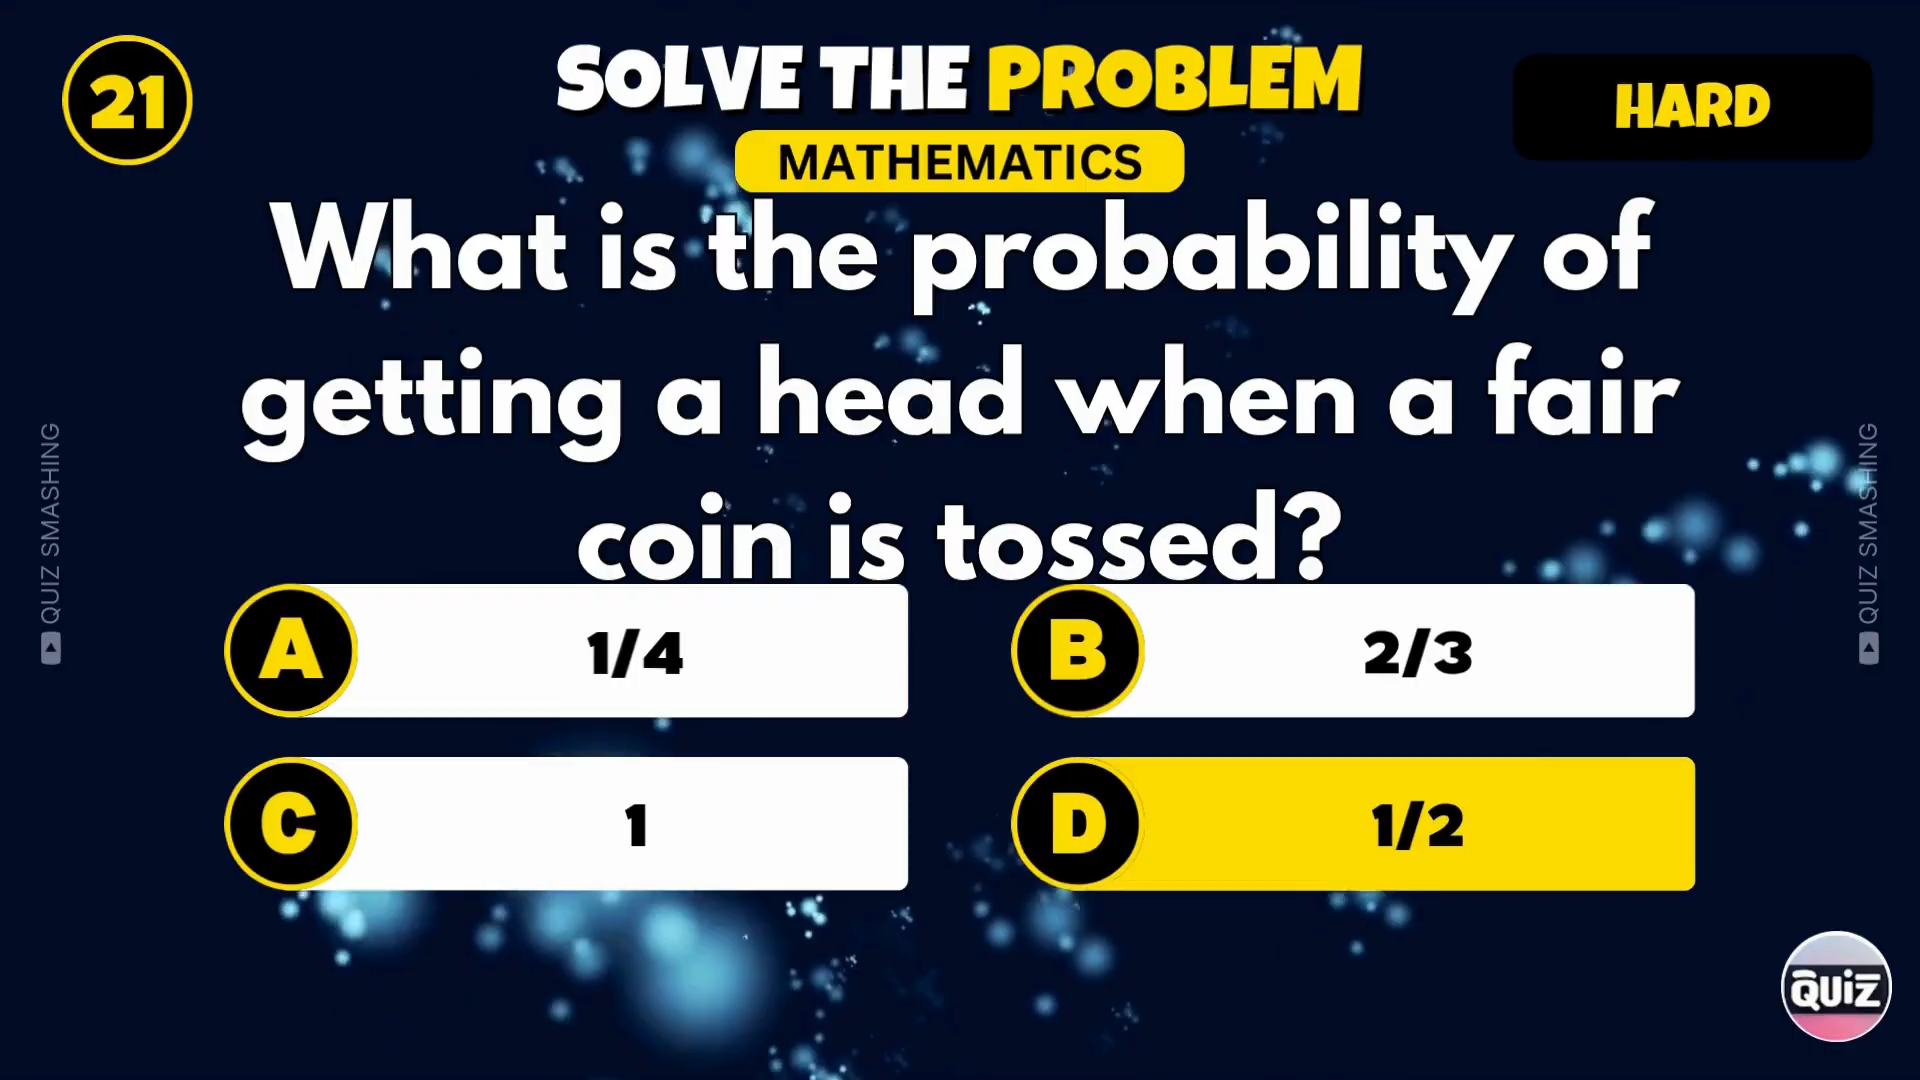 21
SOLVE THE PROBLEM
HARD
MATHEMATICS
What is the probability of
getting a head when a fair
coin is tossed?
A 1/4
B 2/3
C 1
D 1/2
QUIZ SMASHING
QUIZ SMASHING
QUIZ